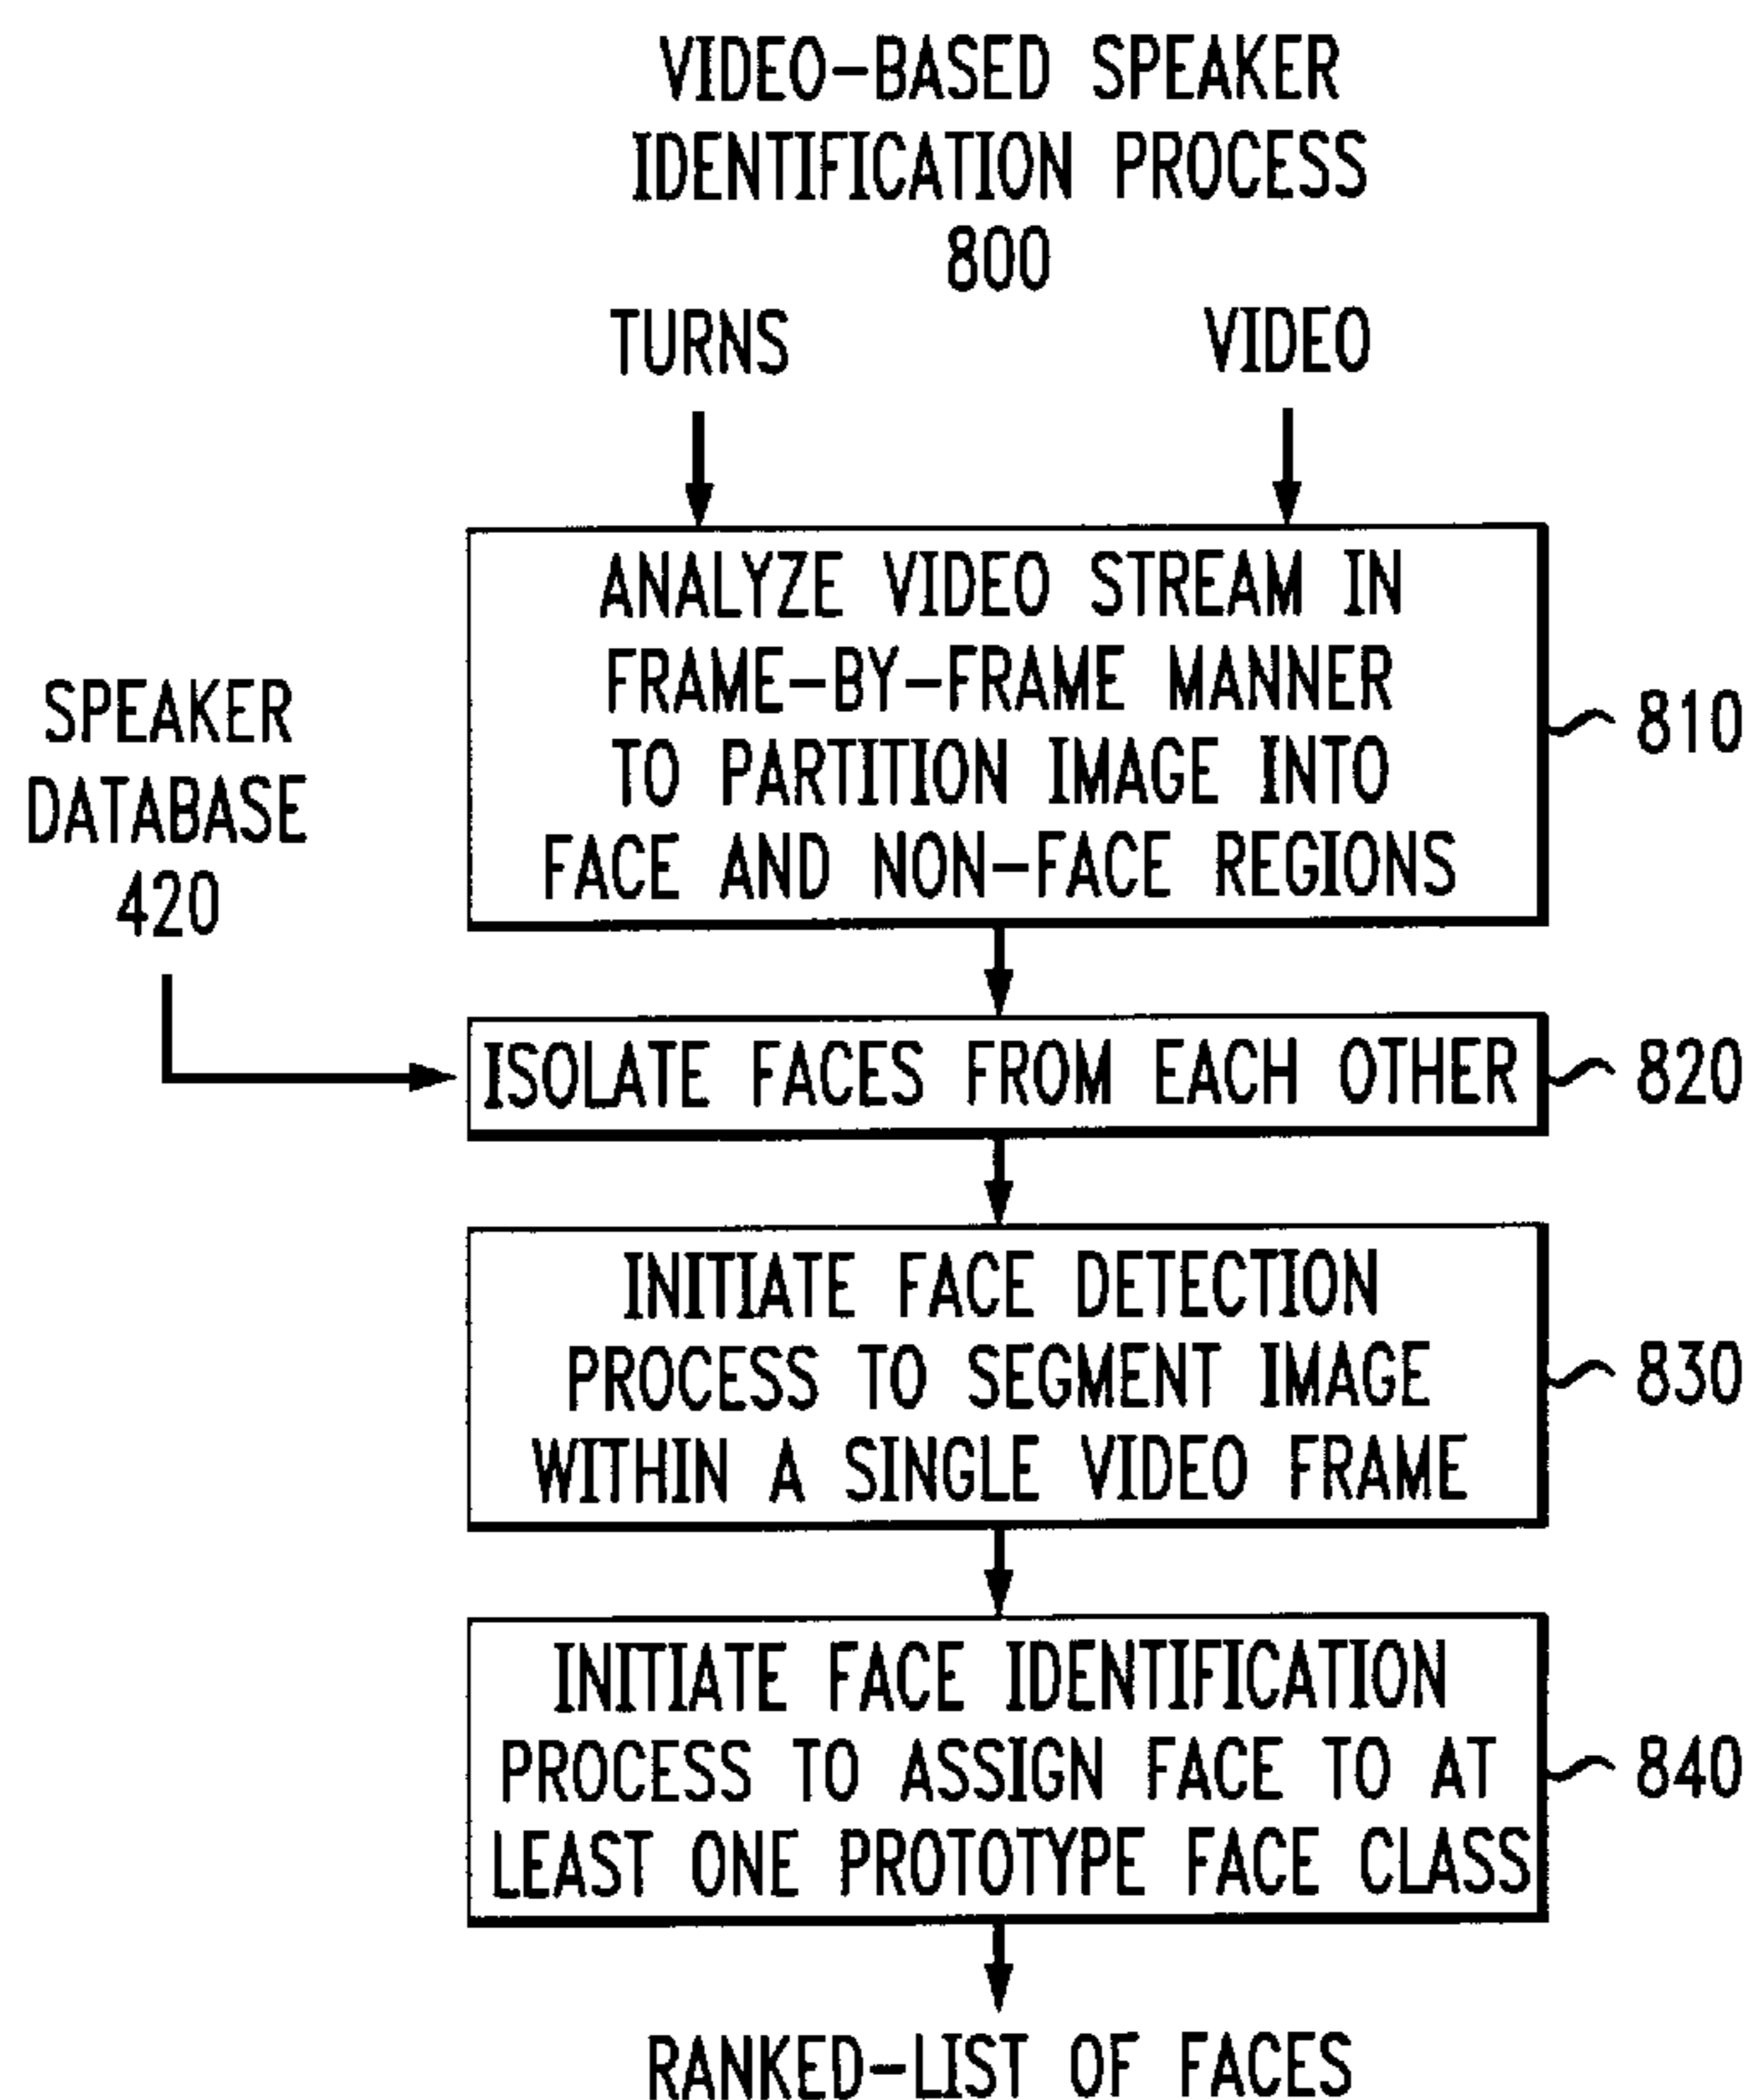 VIDEO-BASED SPEAKER
IDENTIFICATION PROCESS
800
TURNS
VIDEO
ANALYZE VIDEO STREAM IN
FRAME-BY-FRAME MANNER
TO PARTITION IMAGE INTO
FACE AND NON-FACE REGIONS
810
SPEAKER
DATABASE
420
ISOLATE FACES FROM EACH OTHER
820
INITIATE FACE DETECTION
PROCESS TO SEGMENT IMAGE
WITHIN A SINGLE VIDEO FRAME
830
INITIATE FACE IDENTIFICATION
PROCESS TO ASSIGN FACE TO AT
LEAST ONE PROTOTYPE FACE CLASS
840
RANKED-LIST OF FACES